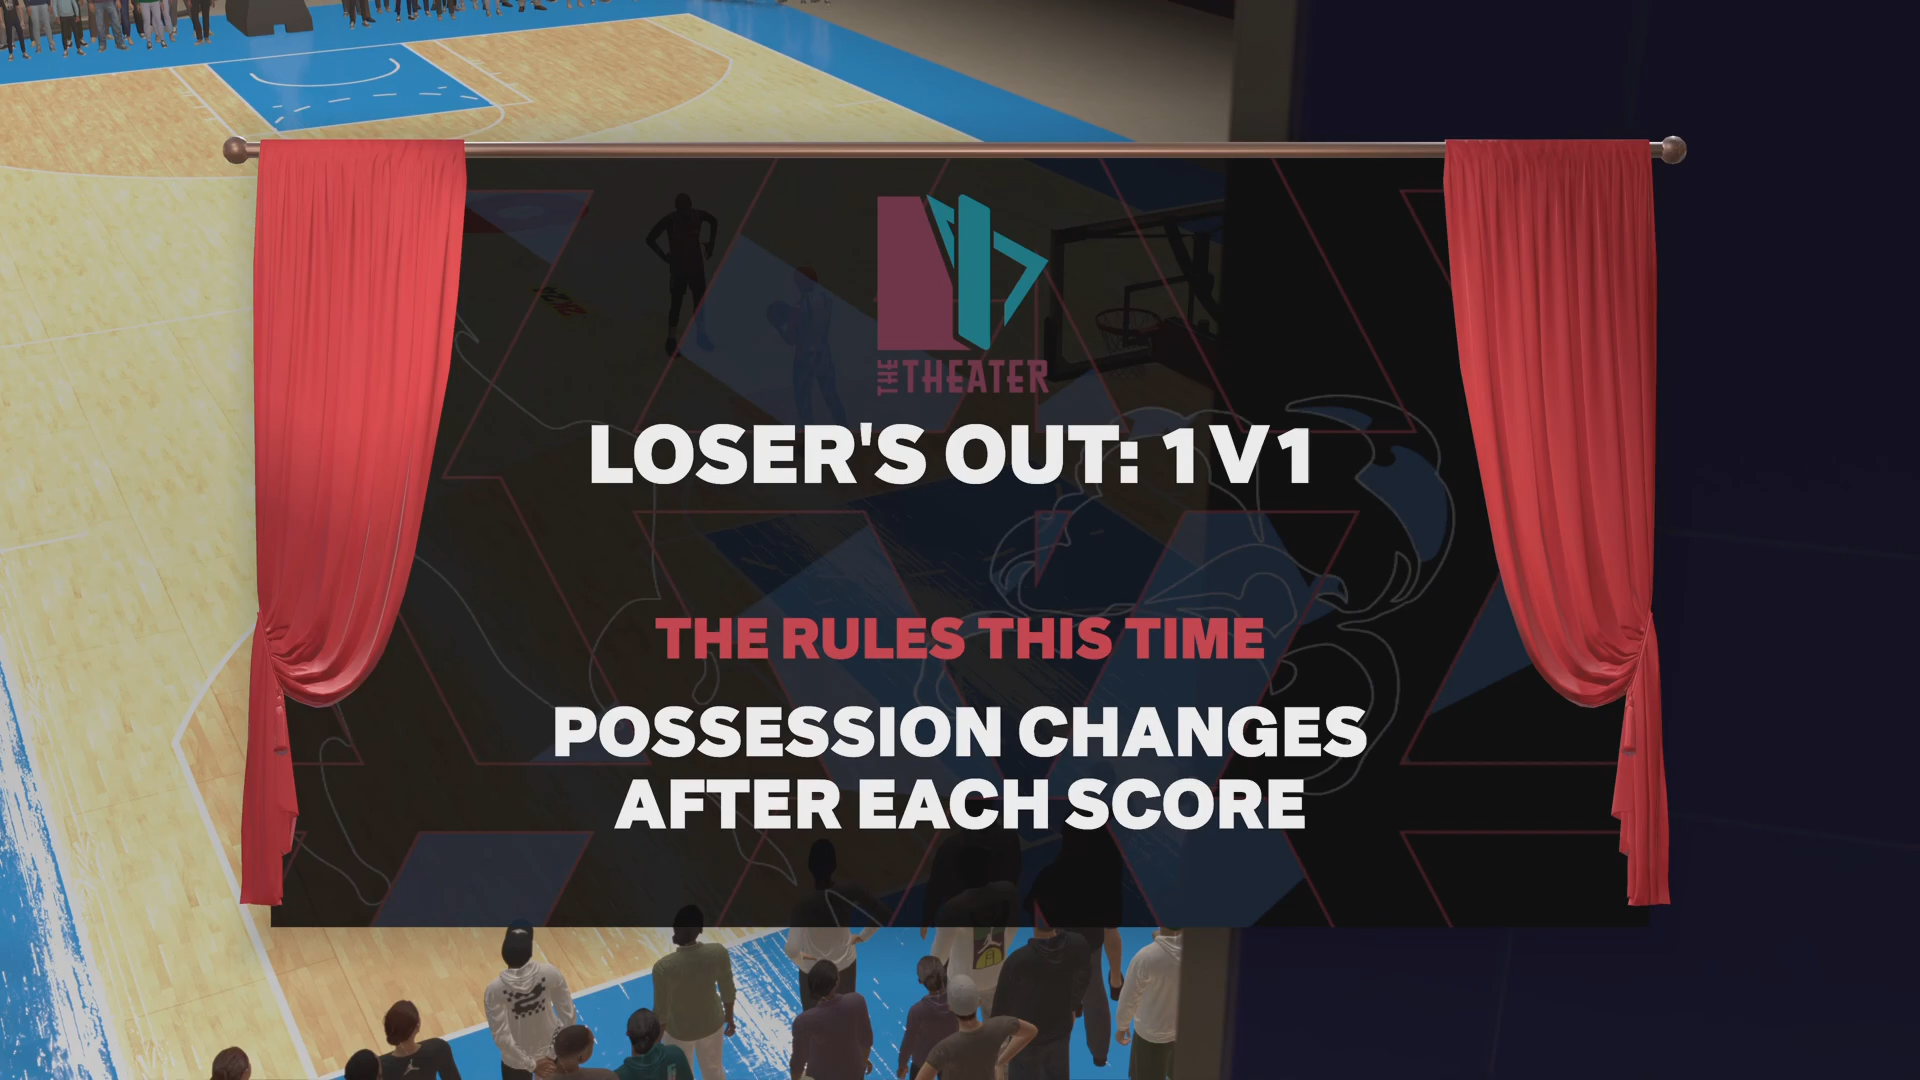 THE THEATER
LOSER'S OUT: 1V1
THE RULES THIS TIME
POSSESSION CHANGES
AFTER EACH SCORE